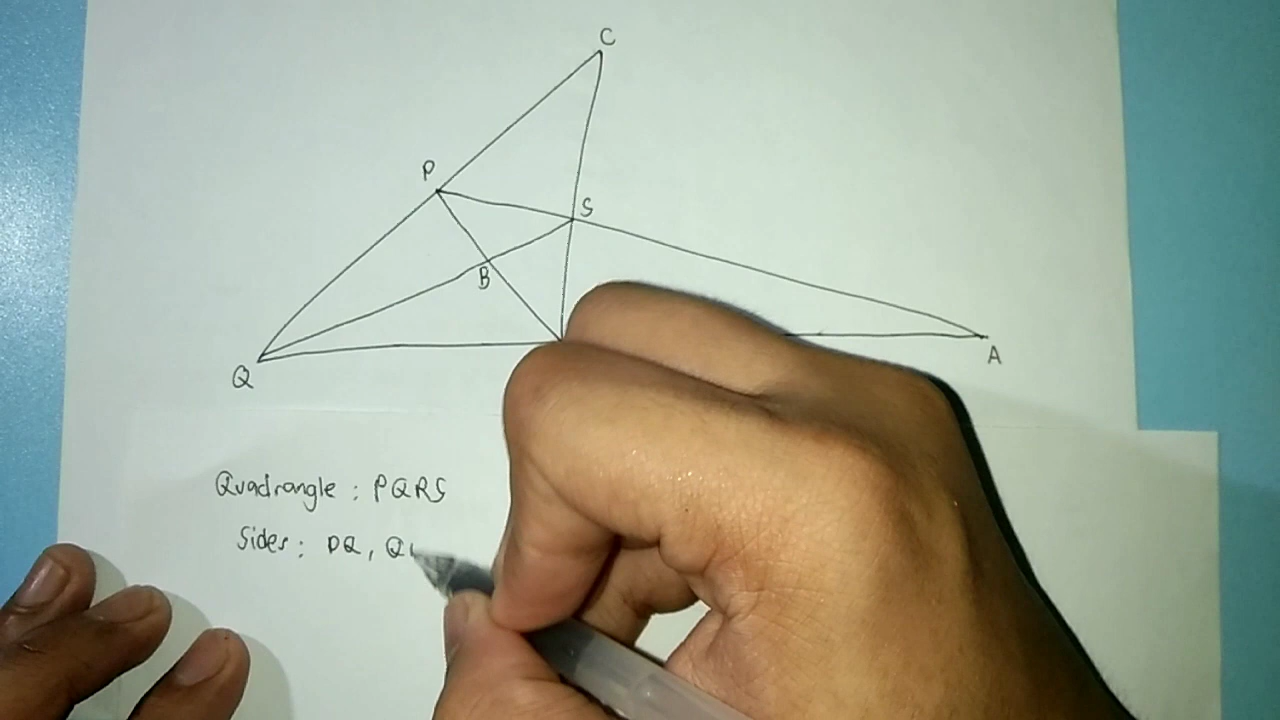 C
P
S
B
Q
A
Quadrangle : PQRS
Sides : PQ, Q